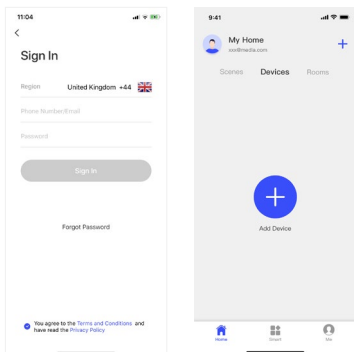 11:04
Sign In
Region United Kingdom +44
Phone Number/Email
Password
Sign In
Forgot Password
You agree to the Terms and Conditions and
have read the Privacy Policy
9:41
My Home
xxx@media.com
Scenes Devices Rooms
Add Device
Home Smart Me